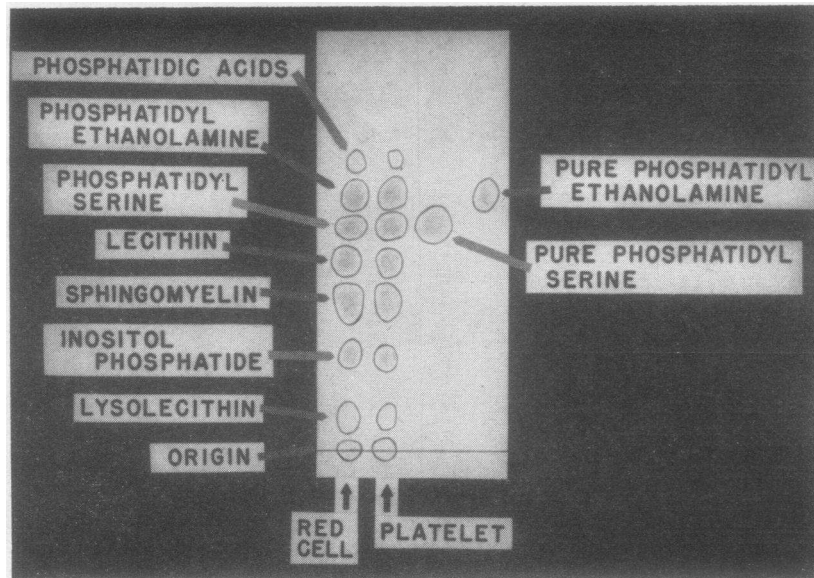 PHOSPHATIDIC ACIDS
PHOSPHATIDYL
ETHANOLAMINE
PHOSPHATIDYL
SERINE
LECITHIN
SPHINGOMYELIN
INOSITOL
PHOSPHATIDE
LYSOLECITHIN
ORIGIN
PURE PHOSPHATIDYL
ETHANOLAMINE
PURE PHOSPHATIDYL
SERINE
RED
CELL
PLATELET